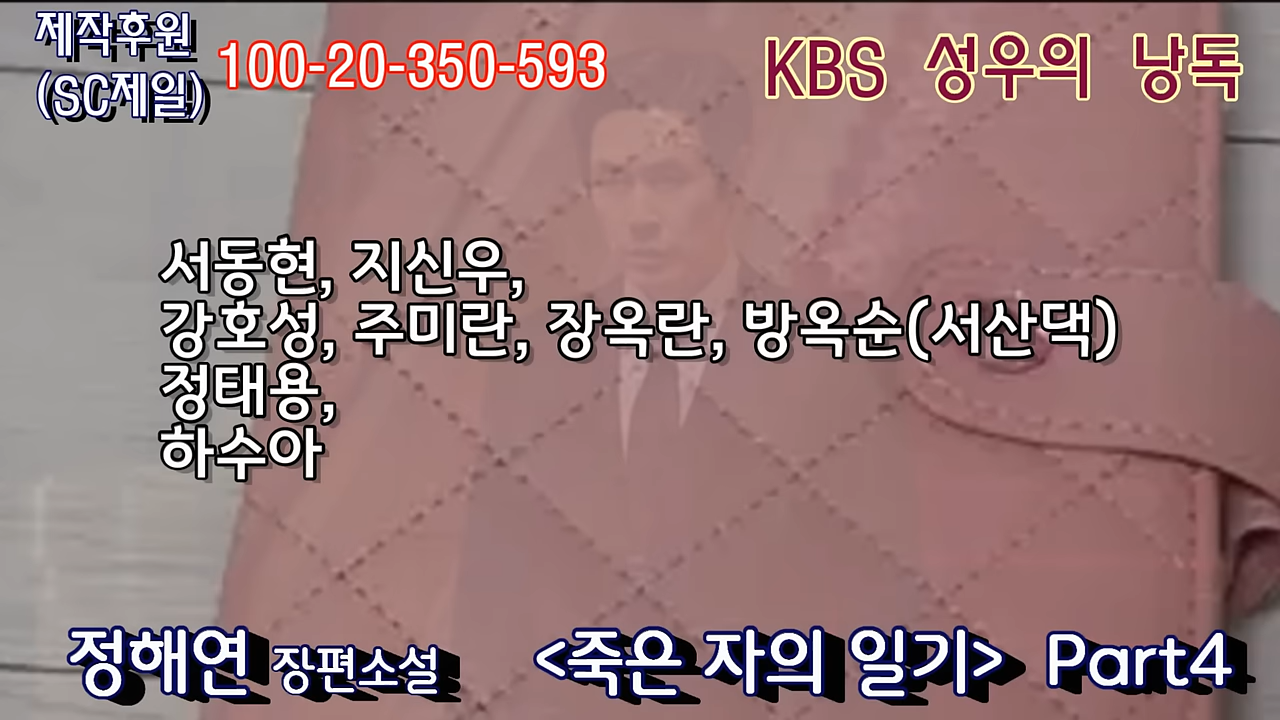 제작후원
(SC제일)
100-20-350-593
KBS 성우의 낭독
서동현, 지신우,
강호성, 주미란, 장옥란, 방옥순(서산댁)
정태용,
하수아
정해연 장편소설 <죽은 자의 일기> Part4